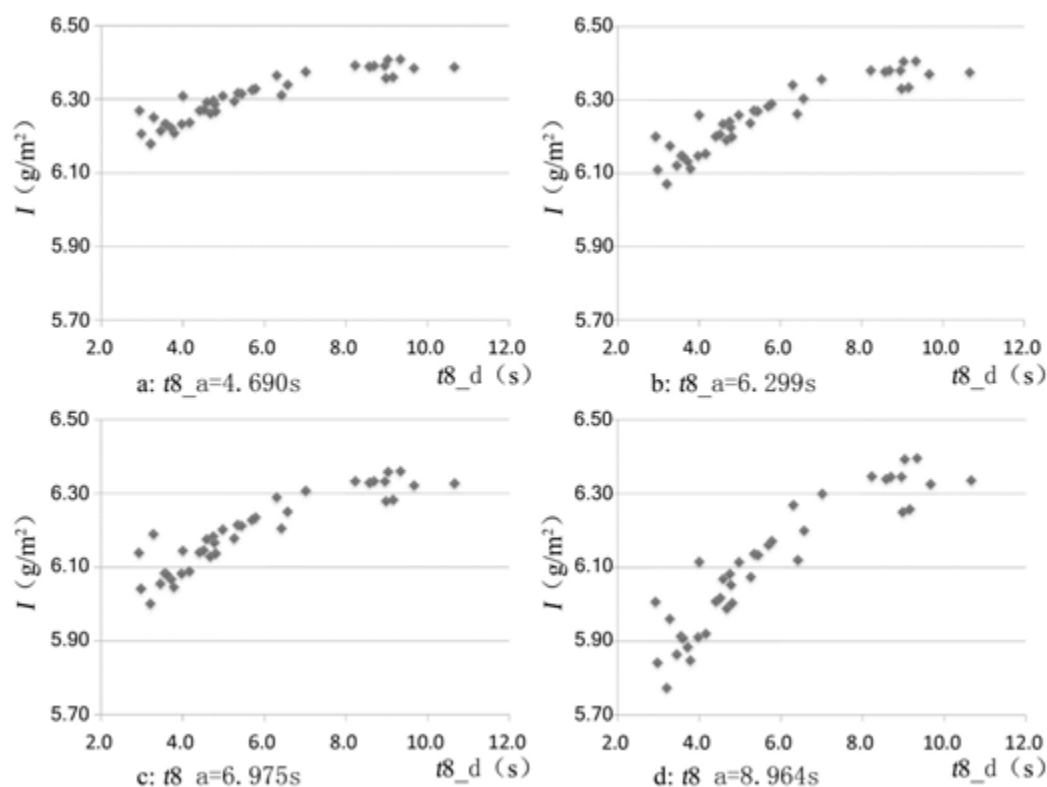 6.50
6.30
6.10
5.90
5.70
I（g/m²）
2.0 4.0 6.0 8.0 10.0 12.0
a: t8_a=4.690s t8_d（s）
6.50
6.30
6.10
5.90
5.70
I（g/m²）
2.0 4.0 6.0 8.0 10.0 12.0
b: t8_a=6.299s t8_d（s）
6.50
6.30
6.10
5.90
5.70
I（g/m²）
2.0 4.0 6.0 8.0 10.0 12.0
c: t8_a=6.975s t8_d（s）
6.50
6.30
6.10
5.90
5.70
I（g/m²）
2.0 4.0 6.0 8.0 10.0 12.0
d: t8_a=8.964s t8_d（s）